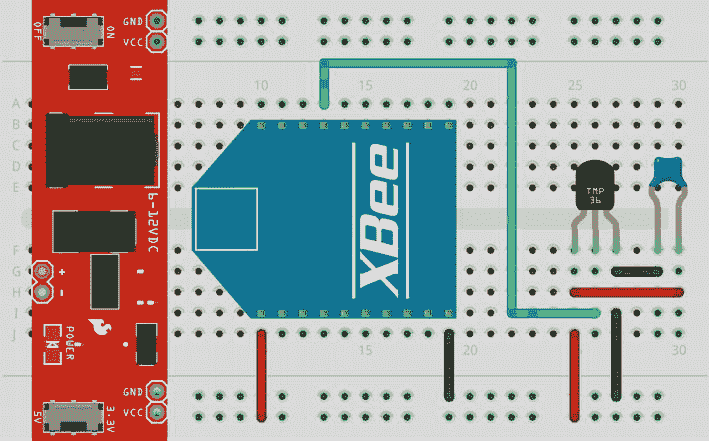 OFF
ON
GND
VCC
10
15
20
25
30
A
B
C
D
E
XBee
TMP
36
6-12VDC
F
G
H
I
J
+
-
POWER
15
20
30
GND
VCC
5V
3.3V